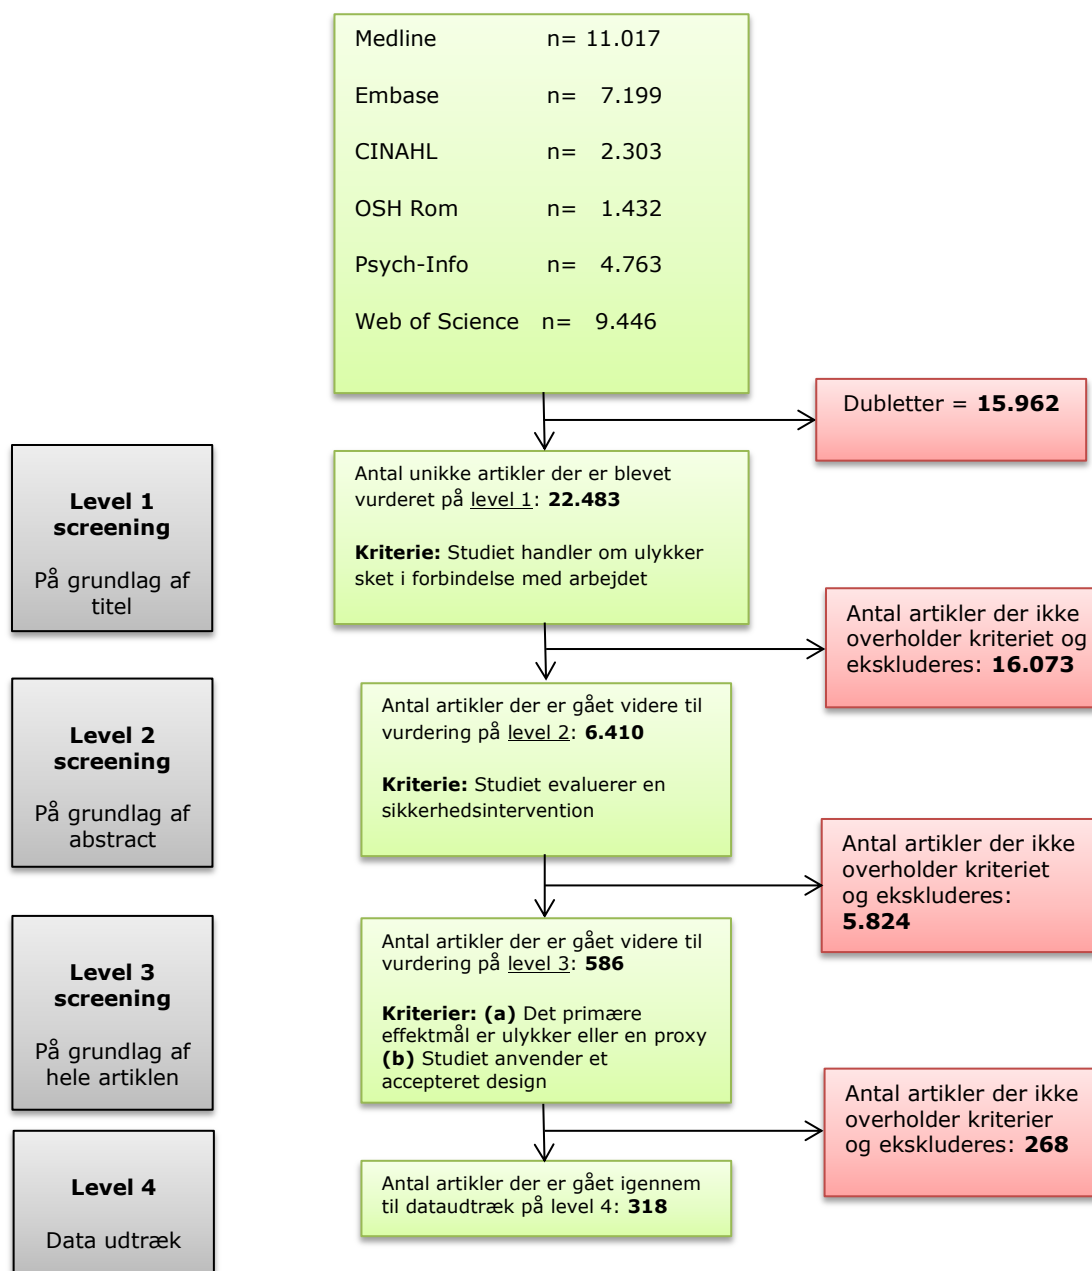 Medline n= 11.017
Embase n= 7.199
CINAHL n= 2.303
OSH Rom n= 1.432
Psych-Info n= 4.763
Web of Science n= 9.446
Dubletter = 15.962
Level 1
screening
På grundlag af
titel
Antal unikke artikler der er blevet
vurderet på level 1: 22.483
Kriterie: Studiet handler om ulykker
sket i forbindelse med arbejdet
Antal artikler der ikke
overholder kriteriet og
ekskluderes: 16.073
Level 2
screening
På grundlag af
abstract
Antal artikler der er gået videre til
vurdering på level 2: 6.410
Kriterie: Studiet evaluerer en
sikkerhedsintervention
Antal artikler der ikke
overholder kriteriet
og ekskluderes:
5.824
Level 3
screening
På grundlag af
hele artiklen
Antal artikler der er gået videre til
vurdering på level 3: 586
Kriterier: (a) Det primære
effektmål er ulykker eller en proxy
(b) Studiet anvender et
accepteret design
Antal artikler der ikke
overholder kriterier
og ekskluderes: 268
Level 4
Data udtræk
Antal artikler der er gået igennem
til dataudtræk på level 4: 318